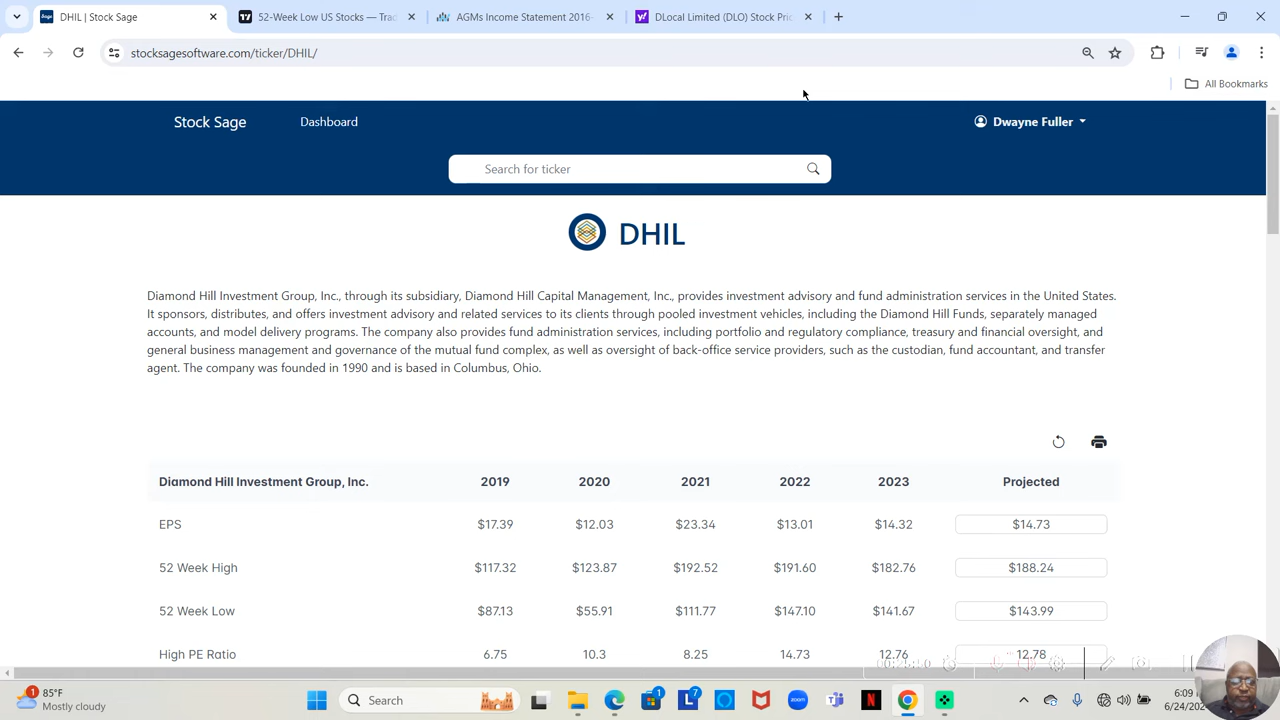 DHIL | Stock Sage
52-Week Low US Stocks — Tra
AGM Income Statement 2016-
DLocal Limited (DLO) Stock Pric
stocksagesoftware.com/ticker/DHIL/
All Bookmarks
Stock Sage Dashboard Dwayne Fuller
Search for ticker
DHIL
Diamond Hill Investment Group, Inc., through its subsidiary, Diamond Hill Capital Management, Inc., provides investment advisory and fund administration services in the United States.
It sponsors, distributes, and offers investment advisory and related services to its clients through pooled investment vehicles, including the Diamond Hill Funds, separately managed
accounts, and model delivery programs. The company also provides fund administration services, including portfolio and regulatory compliance, treasury and financial oversight, and
general business management and governance of the mutual fund complex, as well as oversight of back-office service providers, such as the custodian, fund accountant, and transfer
agent. The company was founded in 1990 and is based in Columbus, Ohio.
Diamond Hill Investment Group, Inc. 2019 2020 2021 2022 2023 Projected
EPS $17.39 $12.03 $23.34 $13.01 $14.32 $14.73
52 Week High $117.32 $123.87 $192.52 $191.60 $182.76 $188.24
52 Week Low $87.13 $55.91 $111.77 $147.10 $141.67 $143.99
High PE Ratio 6.75 10.3 8.25 14.73 12.76 12.78
1 85°F
Mostly cloudy
Search
1
7
zoom
6:09
6/24/20